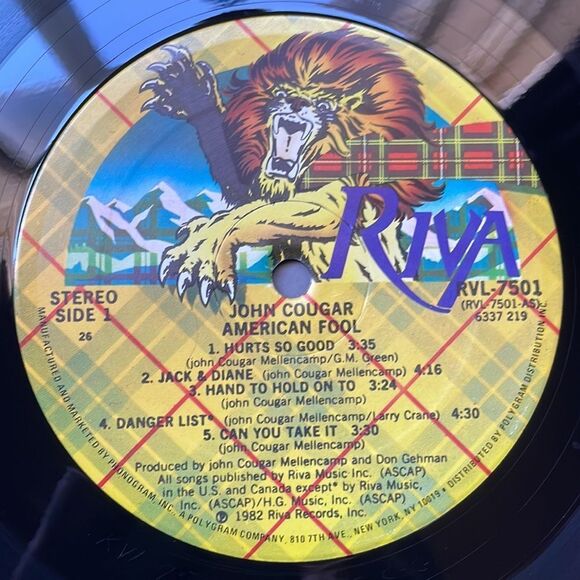 RIVA
STEREO
SIDE 1
26
RVL-7501
(RVL-7501-AS)
6337 219
JOHN COUGAR
AMERICAN FOOL
1. HURTS SO GOOD 3:35
(john Cougar Mellencamp/G.M. Green)
2. JACK & DIANE (john Cougar Mellencamp) 4:16
3. HAND TO HOLD ON TO 3:24
(john Cougar Mellencamp)
4. DANGER LIST* (john Cougar Mellencamp/Larry Crane) 4:30
5. CAN YOU TAKE IT 3:30
(john Cougar Mellencamp)
Produced by john Cougar Mellencamp and Don Gehman
All songs published by Riva Music Inc. (ASCAP)
in the U.S. and Canada except* by Riva Music,
Inc. (ASCAP)/H.G. Music, Inc. (ASCAP)
℗ 1982 Riva Records, Inc.
MANUFACTURED AND MARKETED BY PHONOGRAM, INC. A POLYGRAM COMPANY, 810 7TH AVE., NEW YORK, NY 10019 • DISTRIBUTED BY POLYGRAM DISTRIBUTION, INC.